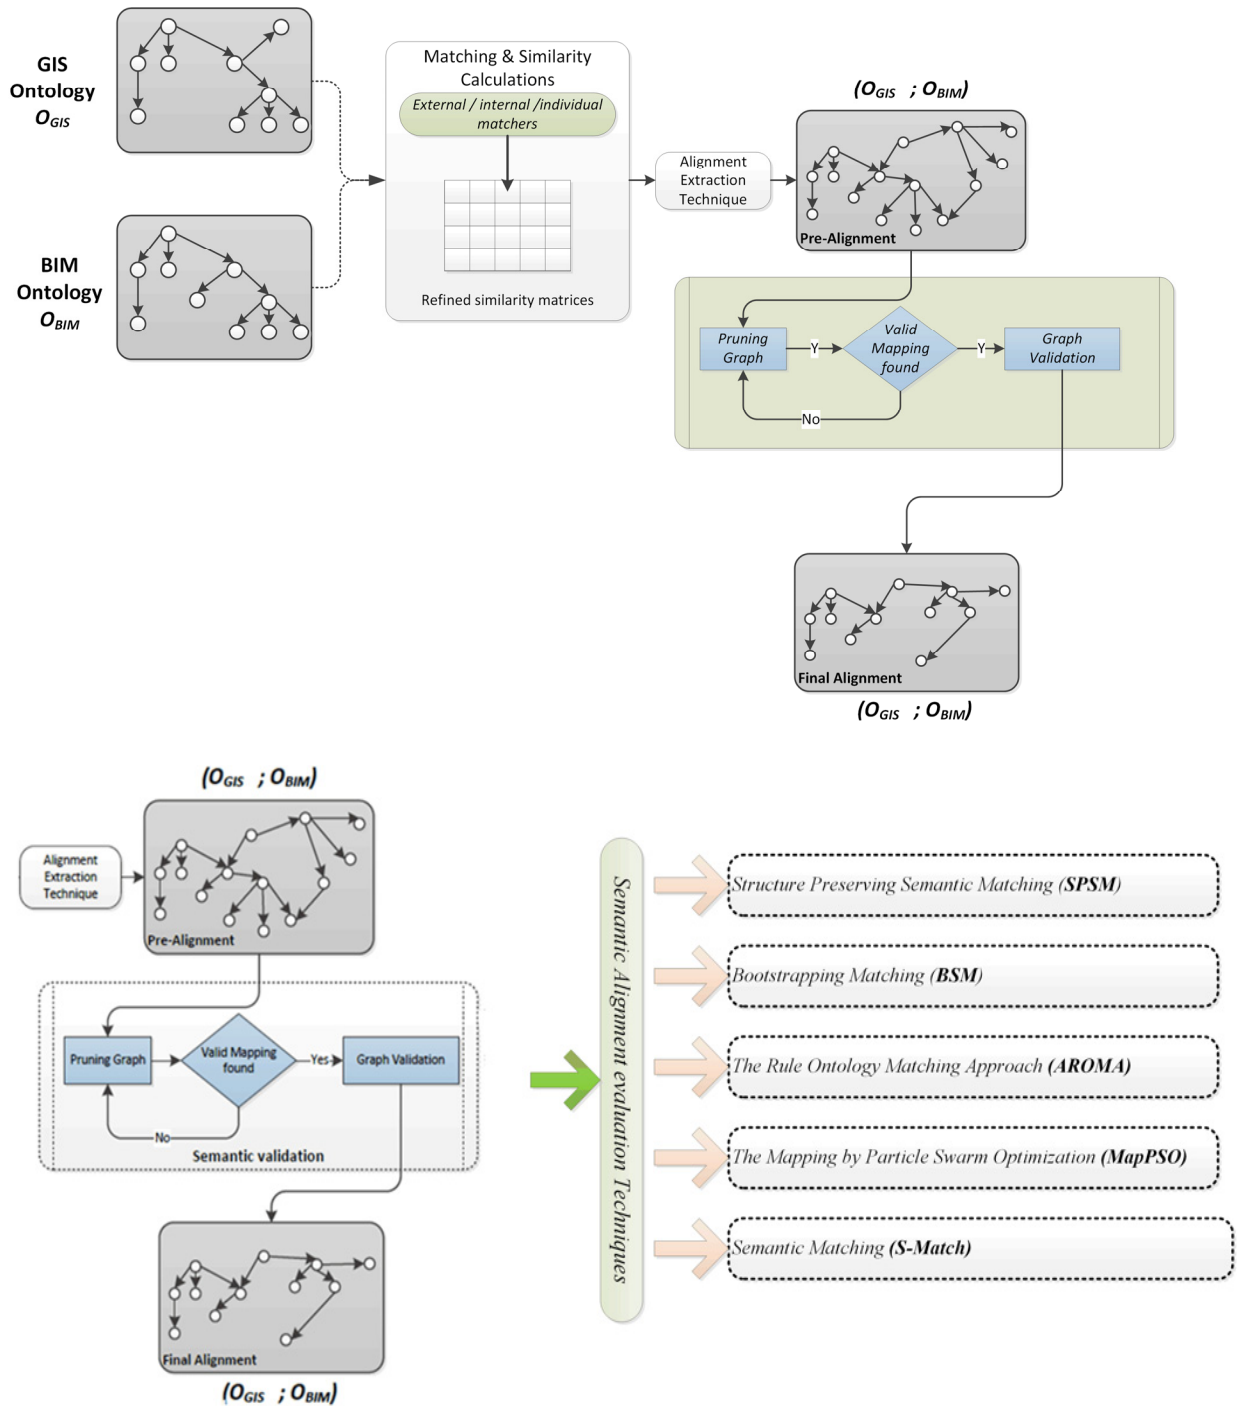 GIS
Ontology
OGIS
BIM
Ontology
OBIM
Matching & Similarity
Calculations
External / internal /individual
matchers
Refined similarity matrices
Alignment
Extraction
Technique
(OGIS ; OBIM)
Pre-Alignment
Pruning
Graph
Y
Valid
Mapping
found
Y
Graph
Validation
No
Final Alignment
(OGIS ; OBIM)
(OGIS ; OBIM)
Alignment
Extraction
Technique
Pre-Alignment
Pruning Graph
Valid Mapping
found
Yes
Graph Validation
No
Semantic validation
Final Alignment
(OGIS ; OBIM)
Semantic Alignment evaluation Techniques
Structure Preserving Semantic Matching (SPSM)
Bootstrapping Matching (BSM)
The Rule Ontology Matching Approach (AROMA)
The Mapping by Particle Swarm Optimization (MapPSO)
Semantic Matching (S-Match)